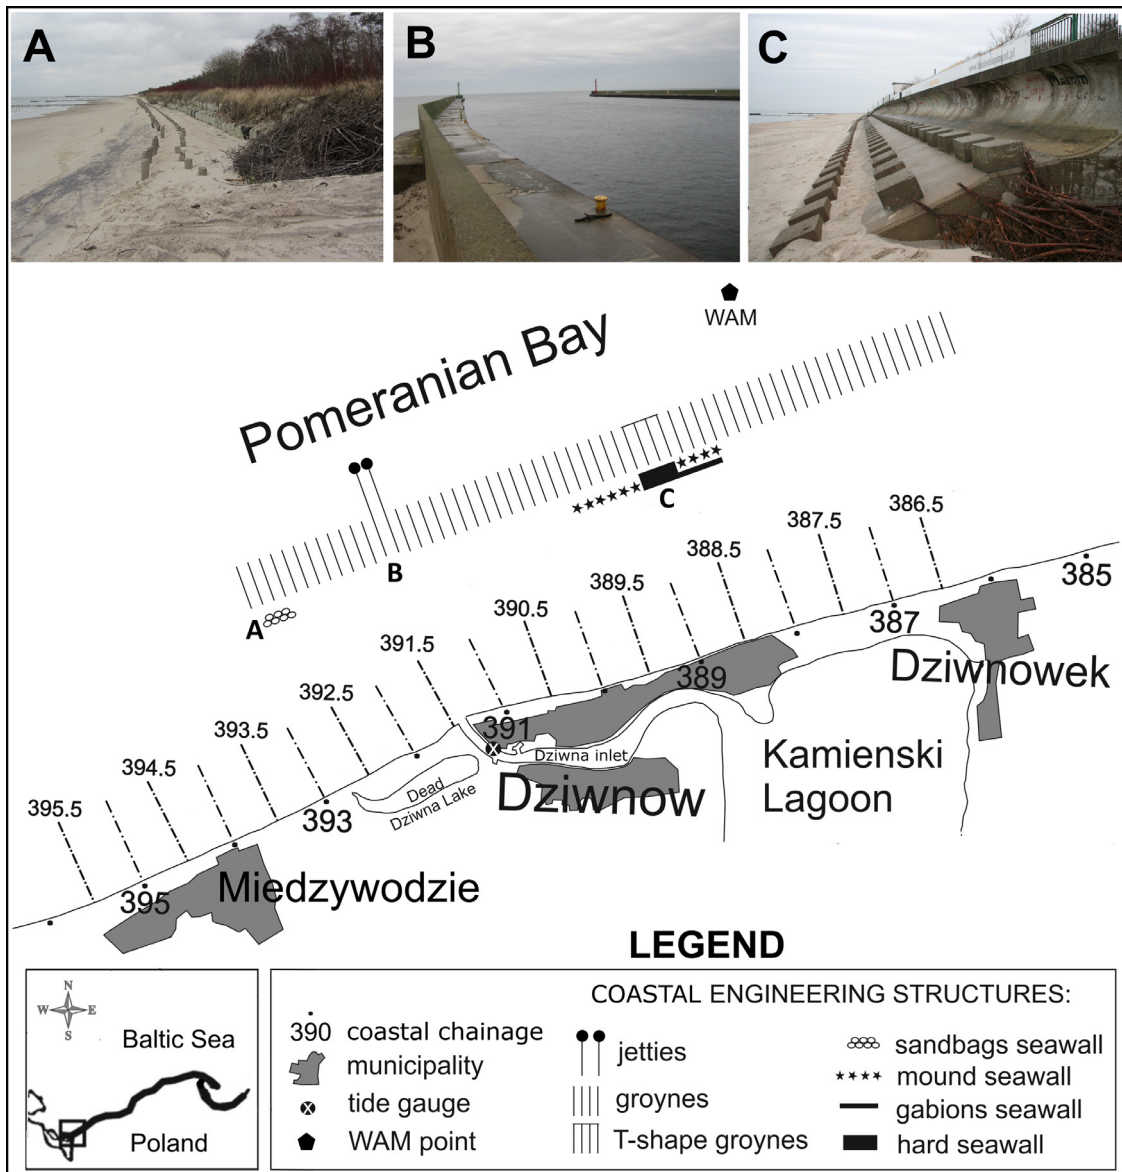 A
B
C
WAM
Pomeranian Bay
C
B
A
386.5
387.5
388.5
389.5
390.5
391.5
392.5
393.5
394.5
395.5
385
387
389
391
393
395
Dziwnowek
Dziwna inlet
Dziwnow
Kamienski
Lagoon
Dead
Dziwna Lake
Miedzywodzie
LEGEND
N
W E
S
Baltic Sea
Poland
COASTAL ENGINEERING STRUCTURES:
390 coastal chainage
municipality
tide gauge
WAM point
jetties
groynes
T-shape groynes
sandbags seawall
mound seawall
gabions seawall
hard seawall